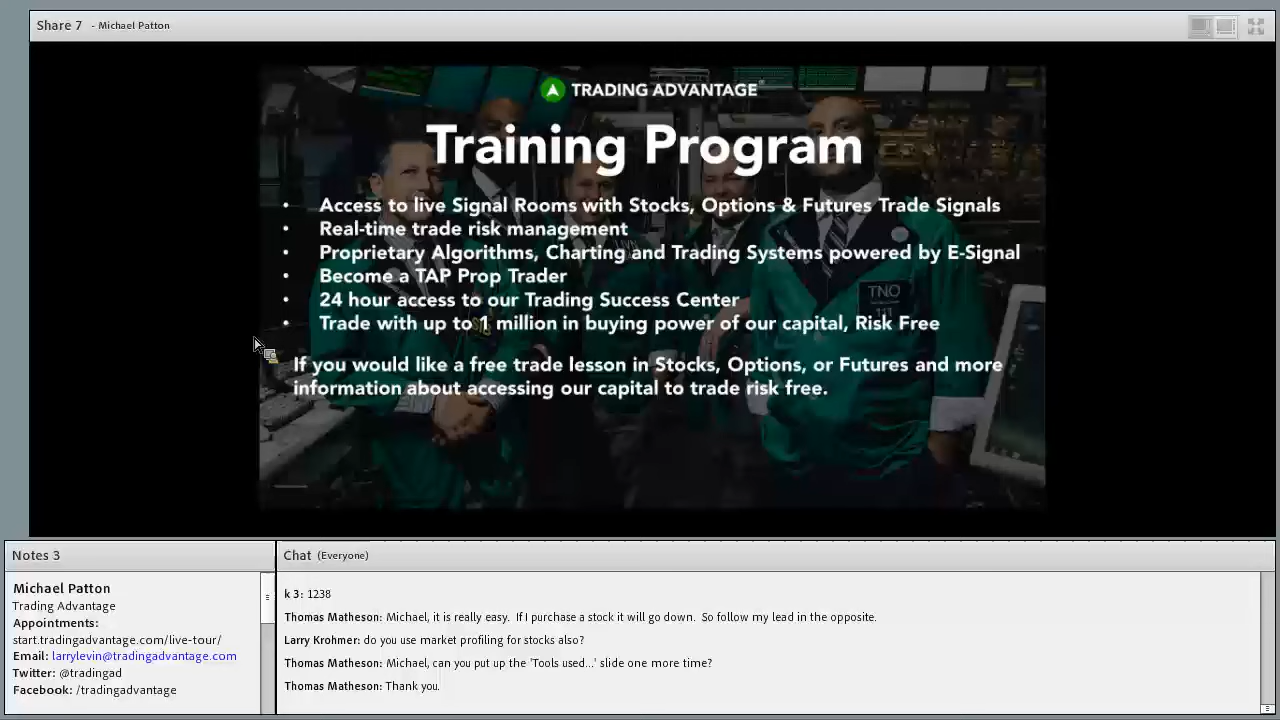 Share 7 - Michael Patton
TRADING ADVANTAGE
Training Program
• Access to live Signal Rooms with Stocks, Options & Futures Trade Signals
• Real-time trade risk management
• Proprietary Algorithms, Charting and Trading Systems powered by E-Signal
• Become a TAP Prop Trader
• 24 hour access to our Trading Success Center
• Trade with up to 1 million in buying power of our capital, Risk Free
If you would like a free trade lesson in Stocks, Options, or Futures and more
information about accessing our capital to trade risk free.
TNO
Notes 3
Michael Patton
Trading Advantage
Appointments:
start.tradingadvantage.com/live-tour/
Email: larrylevin@tradingadvantage.com
Twitter: @tradingad
Facebook: /tradingadvantage
Chat (Everyone)
k 3: 1238
Thomas Matheson: Michael, it is really easy. If I purchase a stock it will go down. So follow my lead in the opposite.
Larry Krohmer: do you use market profiling for stocks also?
Thomas Matheson: Michael, can you put up the 'Tools used...' slide one more time?
Thomas Matheson: Thank you.